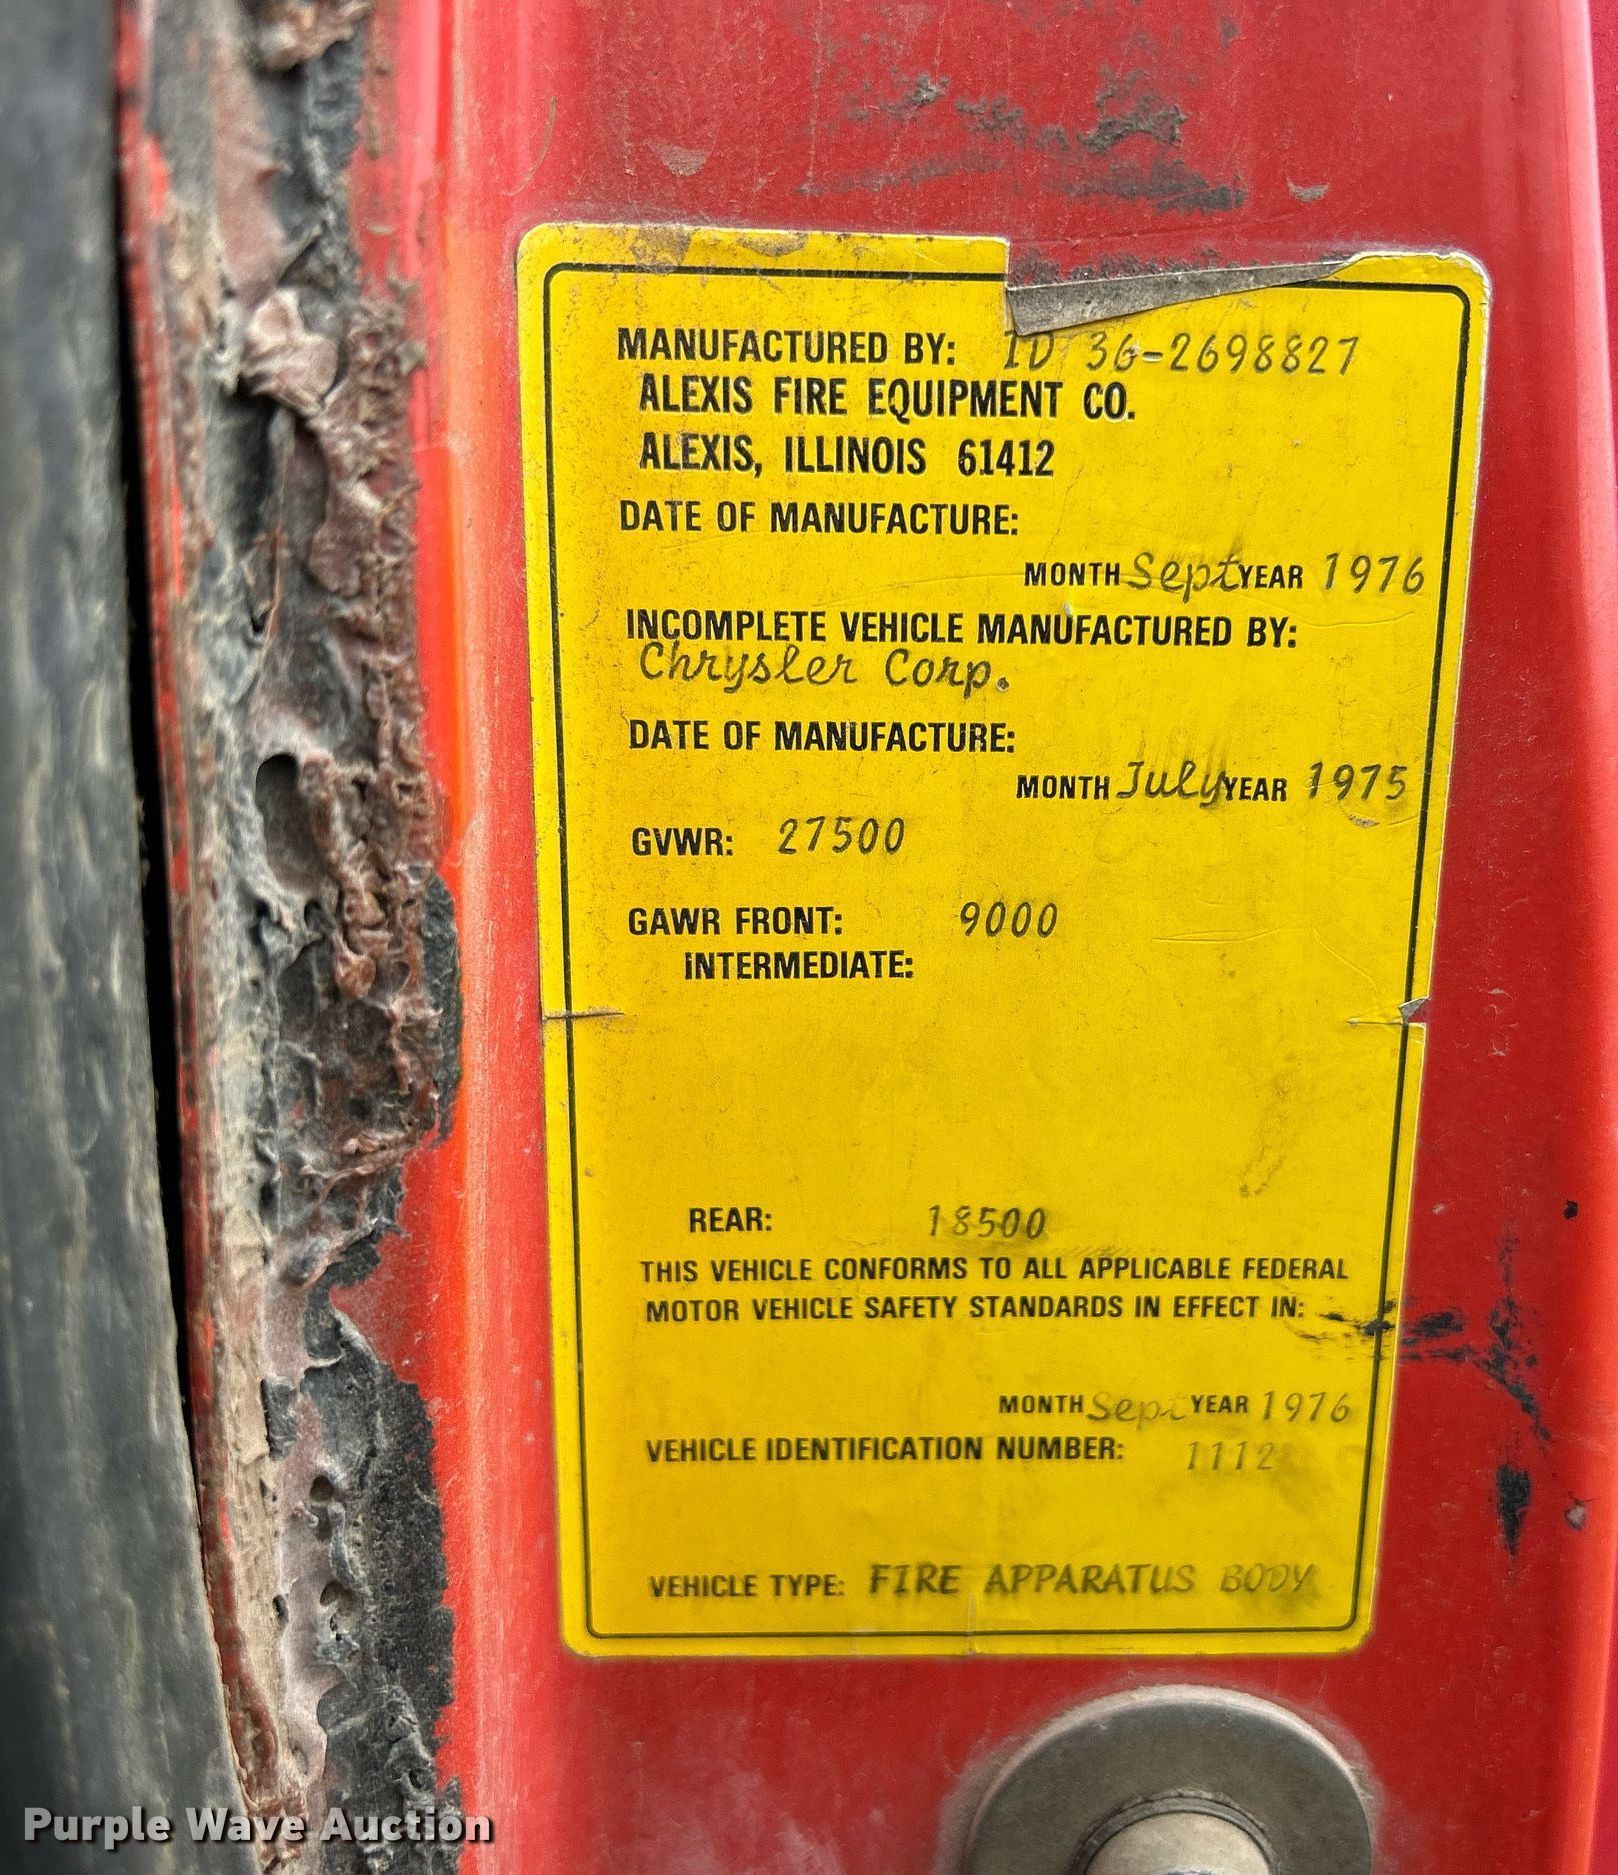 MANUFACTURED BY: ID 36-2698827
ALEXIS FIRE EQUIPMENT CO.
ALEXIS, ILLINOIS 61412
DATE OF MANUFACTURE:
MONTH Sept YEAR 1976
INCOMPLETE VEHICLE MANUFACTURED BY:
Chrysler Corp.
DATE OF MANUFACTURE:
MONTH July YEAR 1975
GVWR: 27500
GAWR FRONT: 9000
INTERMEDIATE:
REAR: 18500
THIS VEHICLE CONFORMS TO ALL APPLICABLE FEDERAL
MOTOR VEHICLE SAFETY STANDARDS IN EFFECT IN:
MONTH Sept YEAR 1976
VEHICLE IDENTIFICATION NUMBER: 1112
VEHICLE TYPE: FIRE APPARATUS BODY
Purple Wave Auction